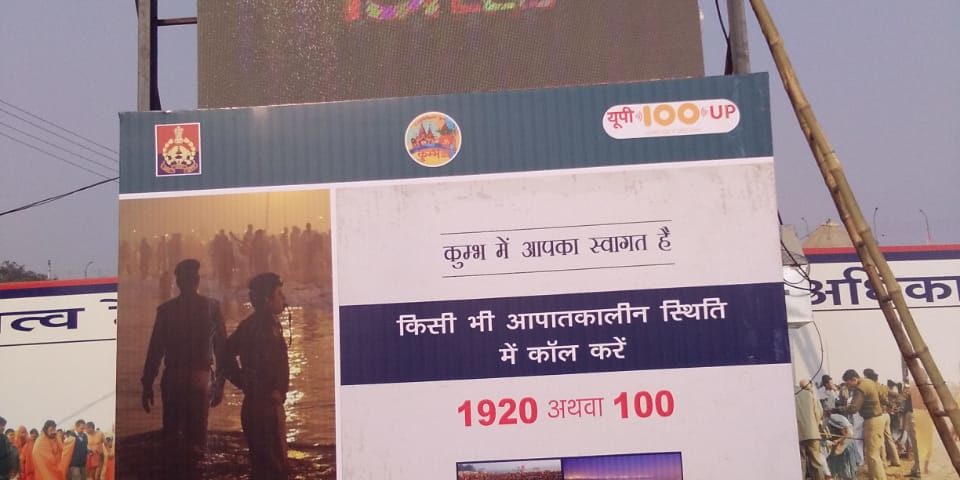 यूपी 100 UP
कुम्भ
कुम्भ में आपका स्वागत है
किसी भी आपातकालीन स्थिति
में कॉल करें
1920 अथवा 100